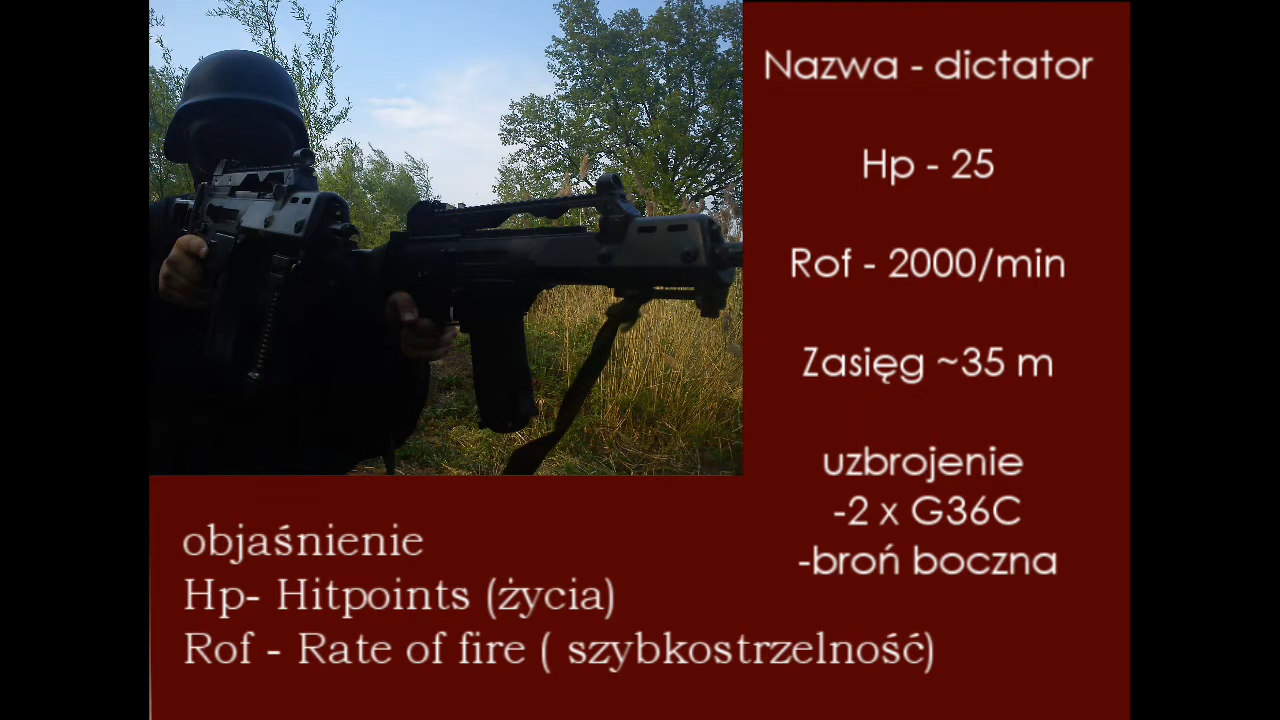 Nazwa - dictator
Hp - 25
Rof - 2000/min
Zasięg ~35 m
uzbrojenie
-2 x G36C
-broń boczna
objaśnienie
Hp- Hitpoints (życia)
Rof - Rate of fire ( szybkostrzelność)